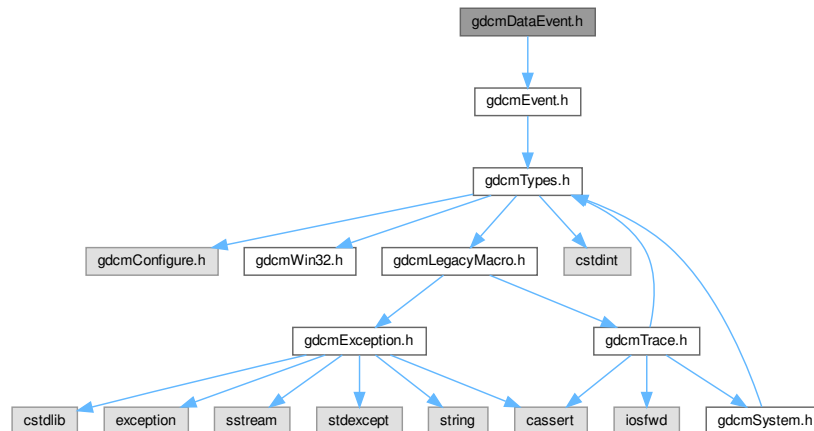 gdcmDataEvent.h
gdcmEvent.h
gdcmTypes.h
gdcmConfigure.h
gdcmWin32.h
gdcmLegacyMacro.h
cstdint
gdcmException.h
gdcmTrace.h
cstdlib
exception
sstream
stdexcept
string
cassert
iosfwd
gdcmSystem.h